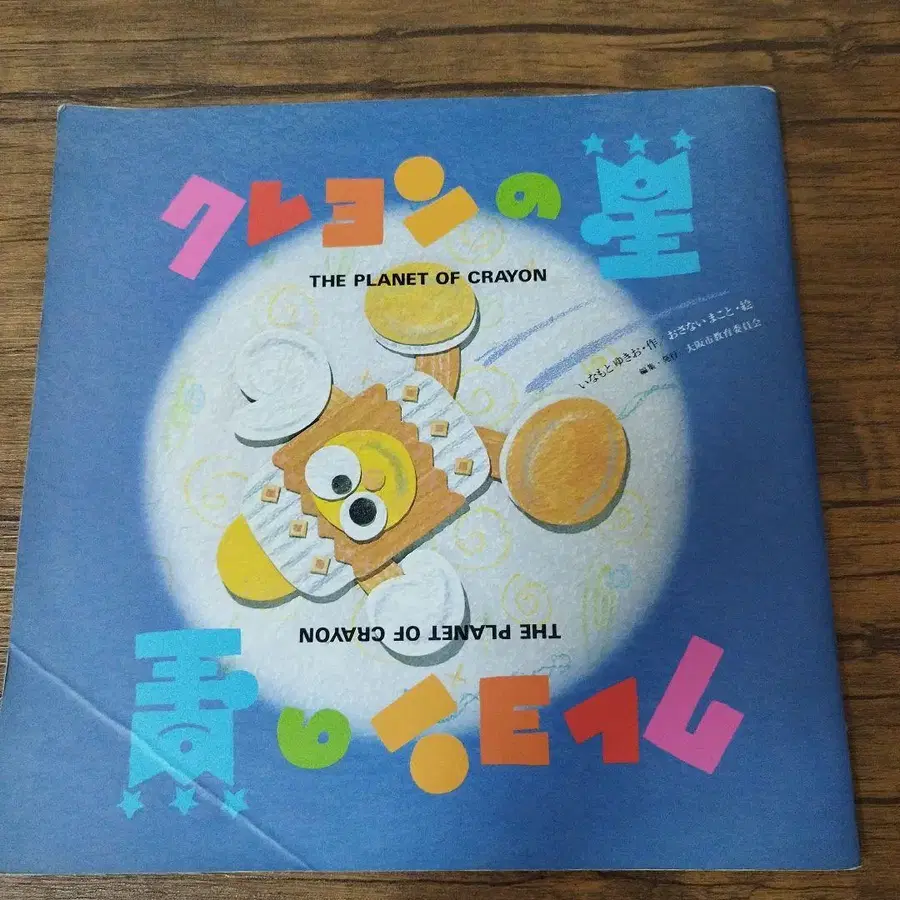 クレヨンの星
THE PLANET OF CRAYON
いなもとゆきお・作/おさないまこと・絵
編集・発行 大阪市教育委員会
THE PLANET OF CRAYON
クレヨンの星